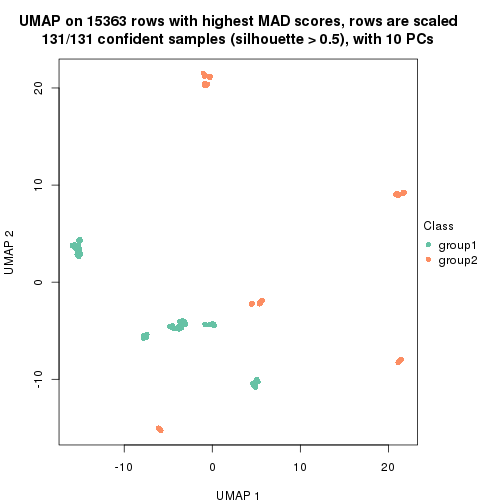 UMAP on 15363 rows with highest MAD scores, rows are scaled
131/131 confident samples (silhouette > 0.5), with 10 PCs
20
10
0
-10
UMAP 2
-10
0
10
20
UMAP 1
Class
group1
group2